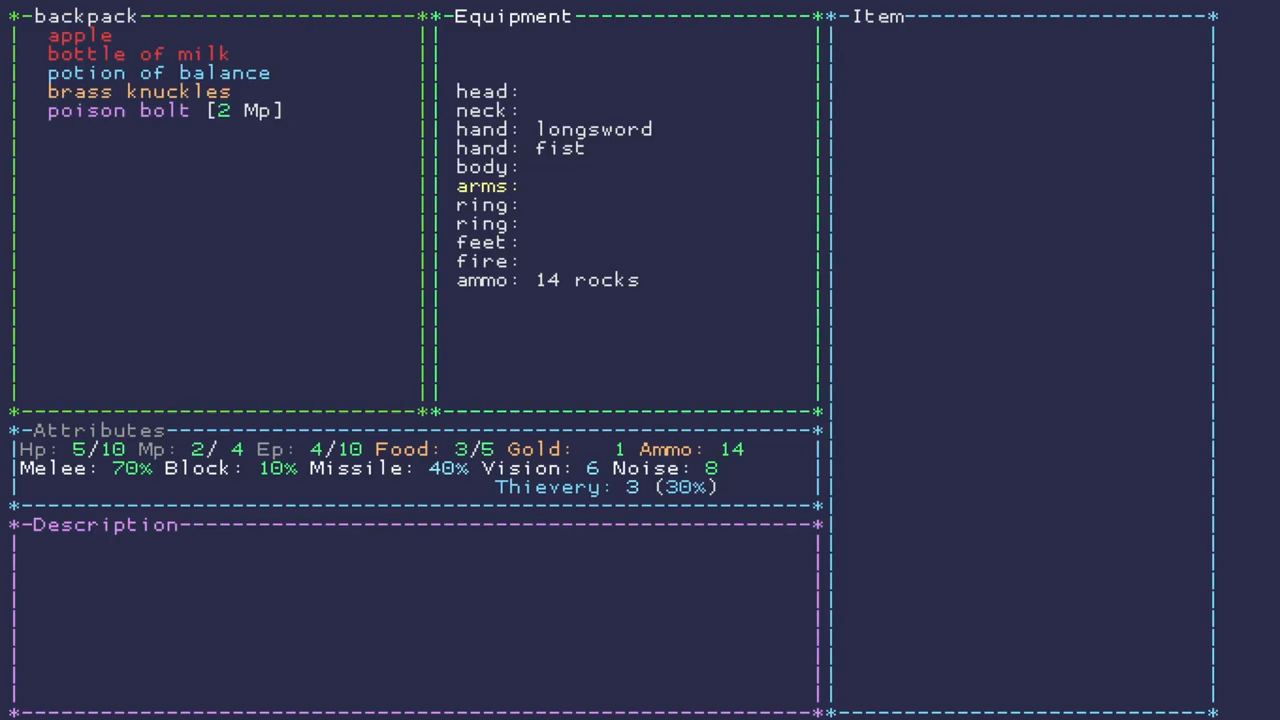 backpack
apple
bottle of milk
potion of balance
brass knuckles
poison bolt [2 Mp]
Equipment
head:
neck:
hand: longsword
hand: fist
body:
arms:
ring:
ring:
feet:
fire:
ammo: 14 rocks
Item
Attributes
Hp: 5/10 Mp: 2/ 4 Ep: 4/10 Food: 3/5 Gold: 1 Ammo: 14
Melee: 70% Block: 10% Missile: 40% Vision: 6 Noise: 8
Thievery: 3 (30%)
Description